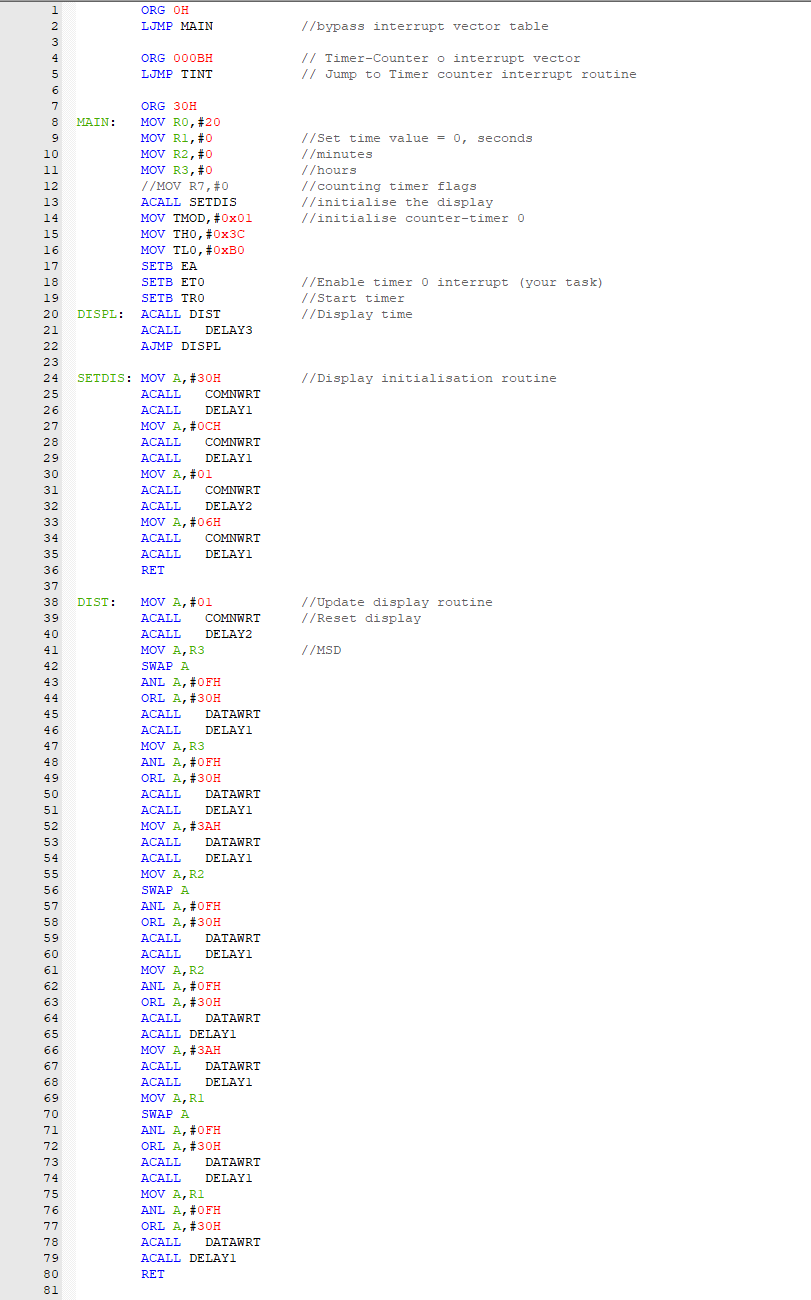 1 ORG 0H
2 LJMP MAIN //bypass interrupt vector table
3
4 ORG 000BH // Timer-Counter o interrupt vector
5 LJMP TINT // Jump to Timer counter interrupt routine
6
7 ORG 30H
8 MAIN: MOV R0,#20
9 MOV R1,#0 //Set time value = 0, seconds
10 MOV R2,#0 //minutes
11 MOV R3,#0 //hours
12 //MOV R7,#0 //counting timer flags
13 ACALL SETDIS //initialise the display
14 MOV TMOD,#0x01 //initialise counter-timer 0
15 MOV TH0,#0x3C
16 MOV TL0,#0xB0
17 SETB EA
18 SETB ET0 //Enable timer 0 interrupt (your task)
19 SETB TR0 //Start timer
20 DISPL: ACALL DIST //Display time
21 ACALL DELAY3
22 AJMP DISPL
23
24 SETDIS: MOV A,#30H //Display initialisation routine
25 ACALL COMNWRT
26 ACALL DELAY1
27 MOV A,#0CH
28 ACALL COMNWRT
29 ACALL DELAY1
30 MOV A,#01
31 ACALL COMNWRT
32 ACALL DELAY2
33 MOV A,#06H
34 ACALL COMNWRT
35 ACALL DELAY1
36 RET
37
38 DIST: MOV A,#01 //Update display routine
39 ACALL COMNWRT //Reset display
40 ACALL DELAY2
41 MOV A,R3 //MSD
42 SWAP A
43 ANL A,#0FH
44 ORL A,#30H
45 ACALL DATAWRT
46 ACALL DELAY1
47 MOV A,R3
48 ANL A,#0FH
49 ORL A,#30H
50 ACALL DATAWRT
51 ACALL DELAY1
52 MOV A,#3AH
53 ACALL DATAWRT
54 ACALL DELAY1
55 MOV A,R2
56 SWAP A
57 ANL A,#0FH
58 ORL A,#30H
59 ACALL DATAWRT
60 ACALL DELAY1
61 MOV A,R2
62 ANL A,#0FH
63 ORL A,#30H
64 ACALL DATAWRT
65 ACALL DELAY1
66 MOV A,#3AH
67 ACALL DATAWRT
68 ACALL DELAY1
69 MOV A,R1
70 SWAP A
71 ANL A,#0FH
72 ORL A,#30H
73 ACALL DATAWRT
74 ACALL DELAY1
75 MOV A,R1
76 ANL A,#0FH
77 ORL A,#30H
78 ACALL DATAWRT
79 ACALL DELAY1
80 RET
81